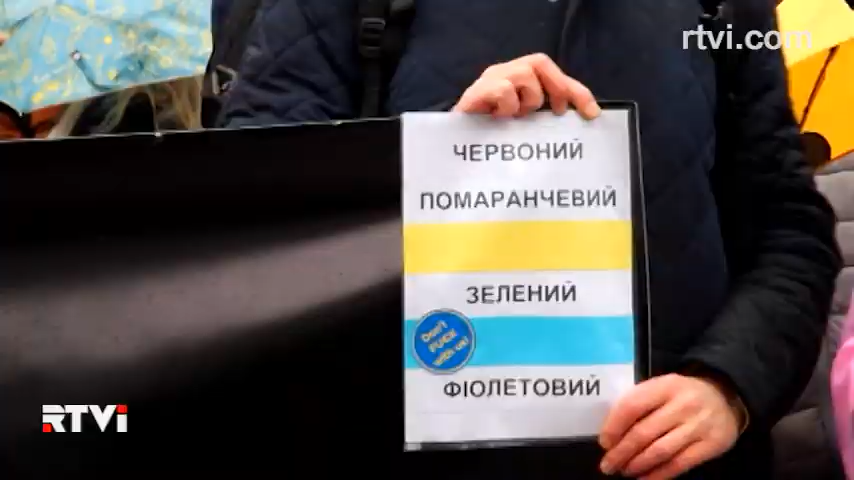 rtvi.com
ЧЕРВОНИЙ
ПОМАРАНЧЕВИЙ
ЗЕЛЕНИЙ
Don't
FUCK
with us!
ФІОЛЕТОВИЙ
RTVi